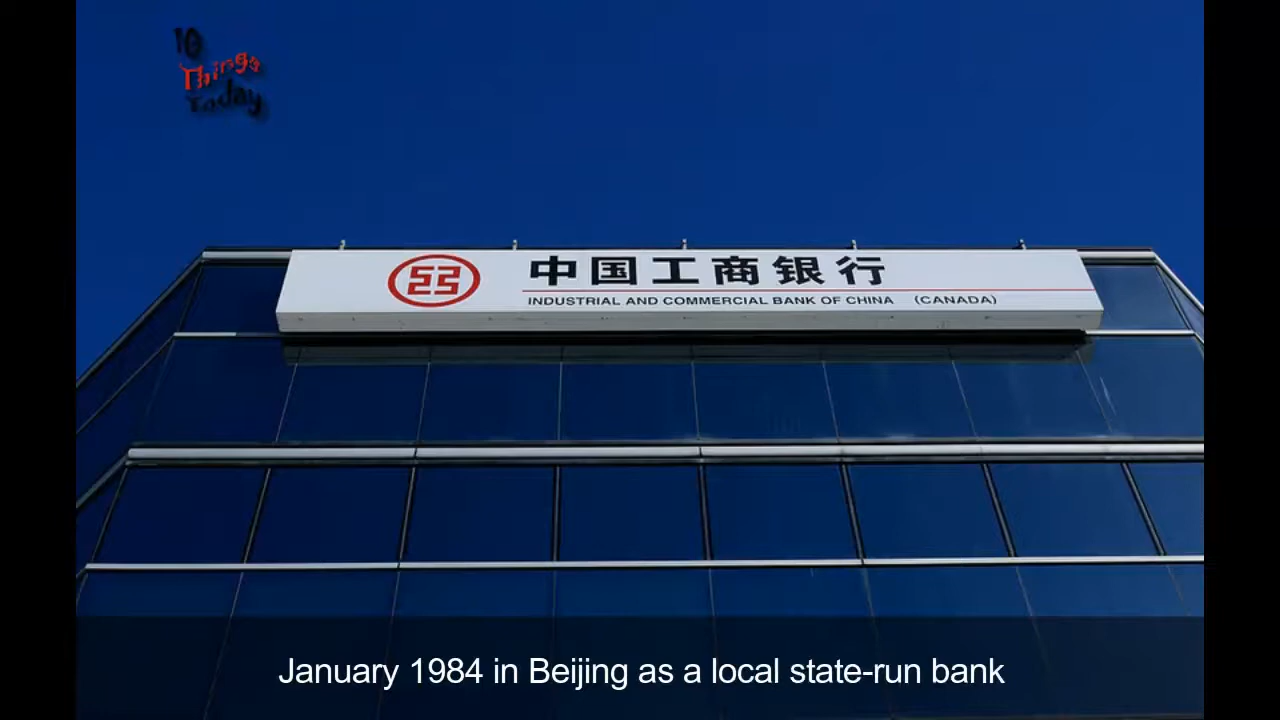 10
Things
Today
中国工商银行
INDUSTRIAL AND COMMERCIAL BANK OF CHINA (CANADA)
January 1984 in Beijing as a local state-run bank